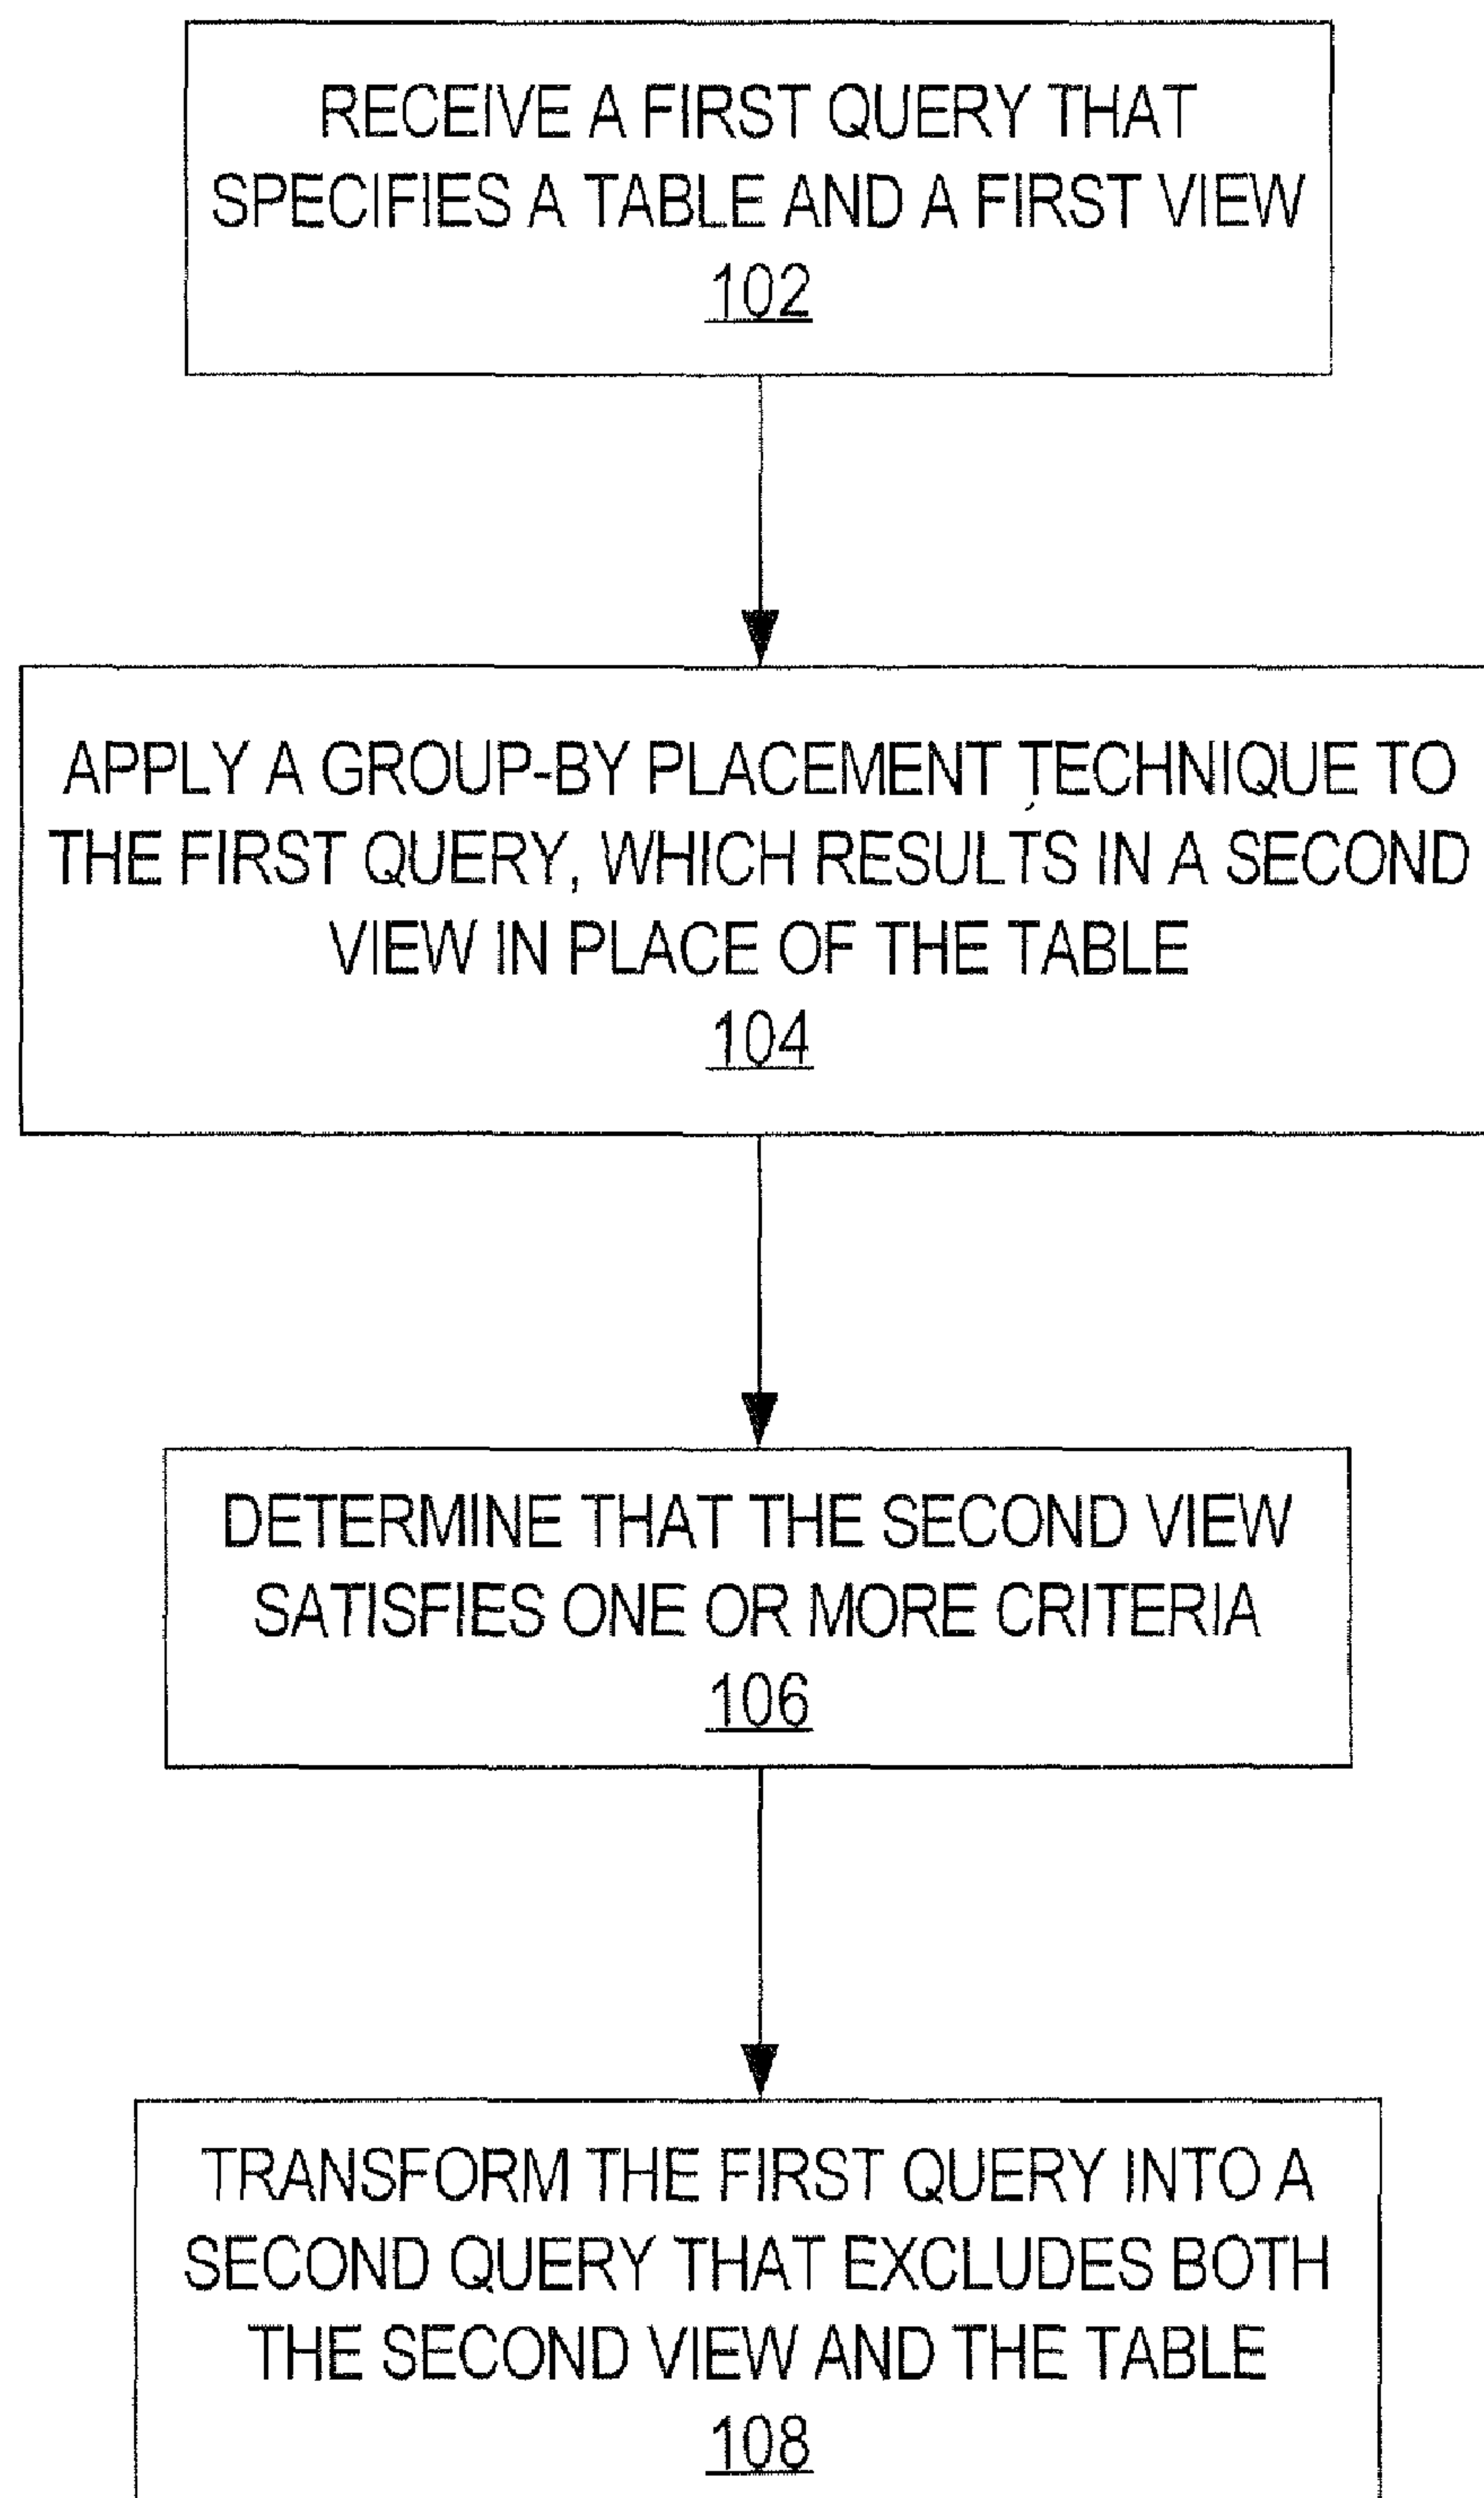 RECEIVE A FIRST QUERY THAT
SPECIFIES A TABLE AND A FIRST VIEW
102
APPLY A GROUP-BY PLACEMENT TECHNIQUE TO
THE FIRST QUERY, WHICH RESULTS IN A SECOND
VIEW IN PLACE OF THE TABLE
104
DETERMINE THAT THE SECOND VIEW
SATISFIES ONE OR MORE CRITERIA
106
TRANSFORM THE FIRST QUERY INTO A
SECOND QUERY THAT EXCLUDES BOTH
THE SECOND VIEW AND THE TABLE
108